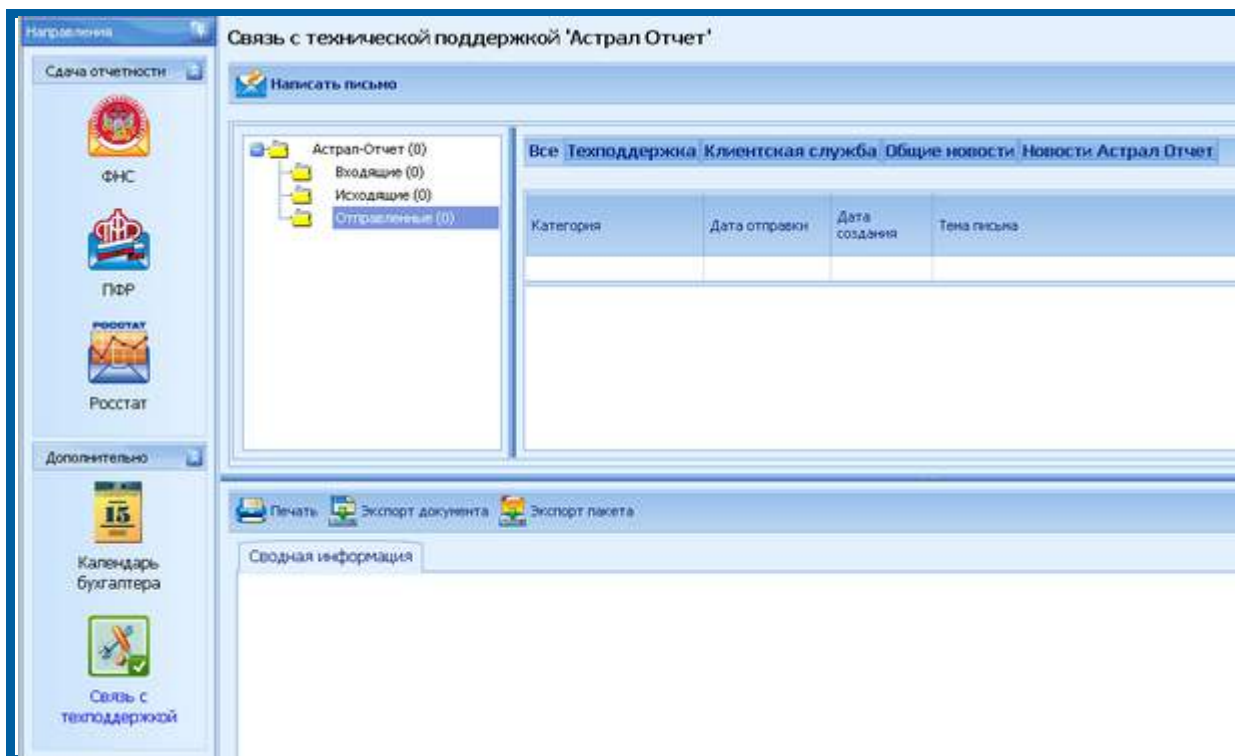 Направления
Связь с технической поддержкой 'Астрал Отчет'
Сдача отчетности
Написать письмо
ФНС
ПФР
РОССТАТ
Росстат
Дополнительно
15
Календарь
бухгалтера
Связь с
техподдержкой
Астрал-Отчет (0)
Входящие (0)
Исходящие (0)
Отправленные (0)
Все Техподдержка Клиентская служба Общие новости Новости Астрал Отчет
Категория
Дата отправки
Дата
создания
Тема письма
Печать Экспорт документа Экспорт пакета
Сводная информация